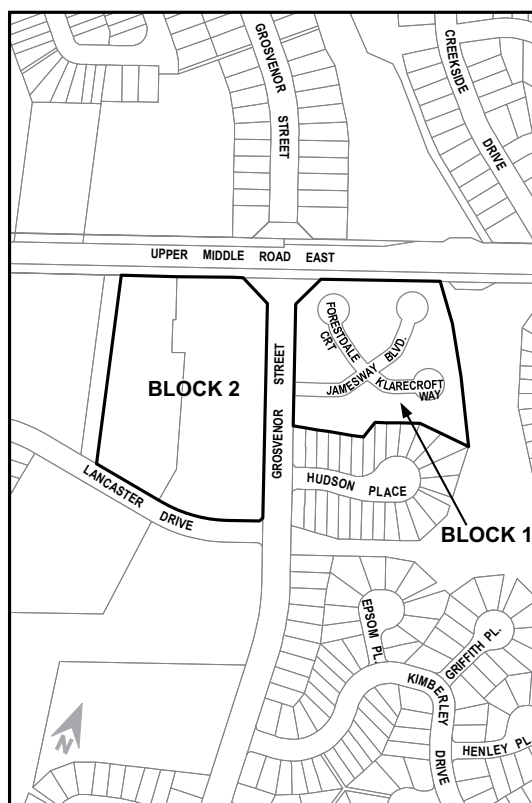 GROSVENOR
STREET
CREEKSIDE
DRIVE
UPPER MIDDLE ROAD EAST
FORESTDALE
CRT
JAMESWAY BLVD.
KLARECROFT
WAY
BLOCK 2
GROSVENOR STREET
LANCASTER DRIVE
HUDSON PLACE
BLOCK 1
EPSOM PL.
GRIFFITH PL.
KIMBERLEY
DRIVE
HENLEY PL.
N